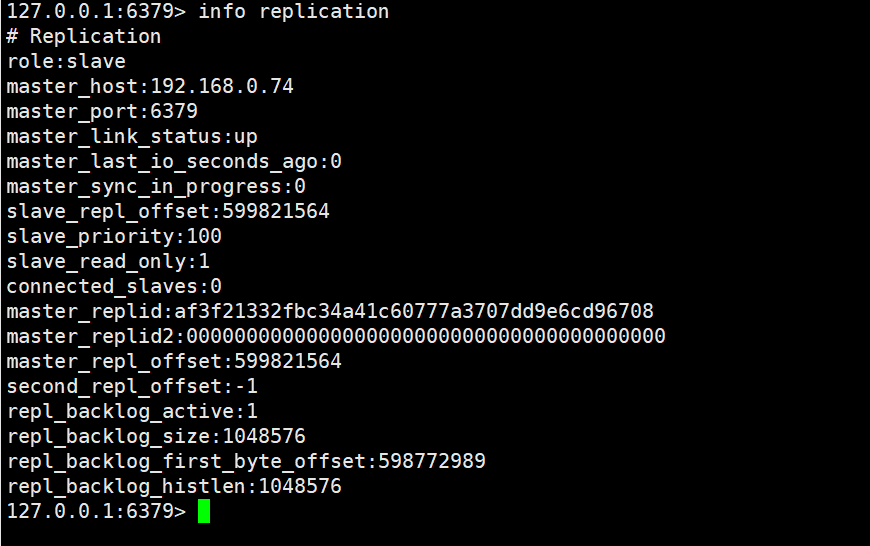 127.0.0.1:6379> info replication
# Replication
role:slave
master_host:192.168.0.74
master_port:6379
master_link_status:up
master_last_io_seconds_ago:0
master_sync_in_progress:0
slave_repl_offset:599821564
slave_priority:100
slave_read_only:1
connected_slaves:0
master_replid:af3f21332fbc34a41c60777a3707dd9e6cd96708
master_replid2:0000000000000000000000000000000000000000
master_repl_offset:599821564
second_repl_offset:-1
repl_backlog_active:1
repl_backlog_size:1048576
repl_backlog_first_byte_offset:598772989
repl_backlog_histlen:1048576
127.0.0.1:6379>